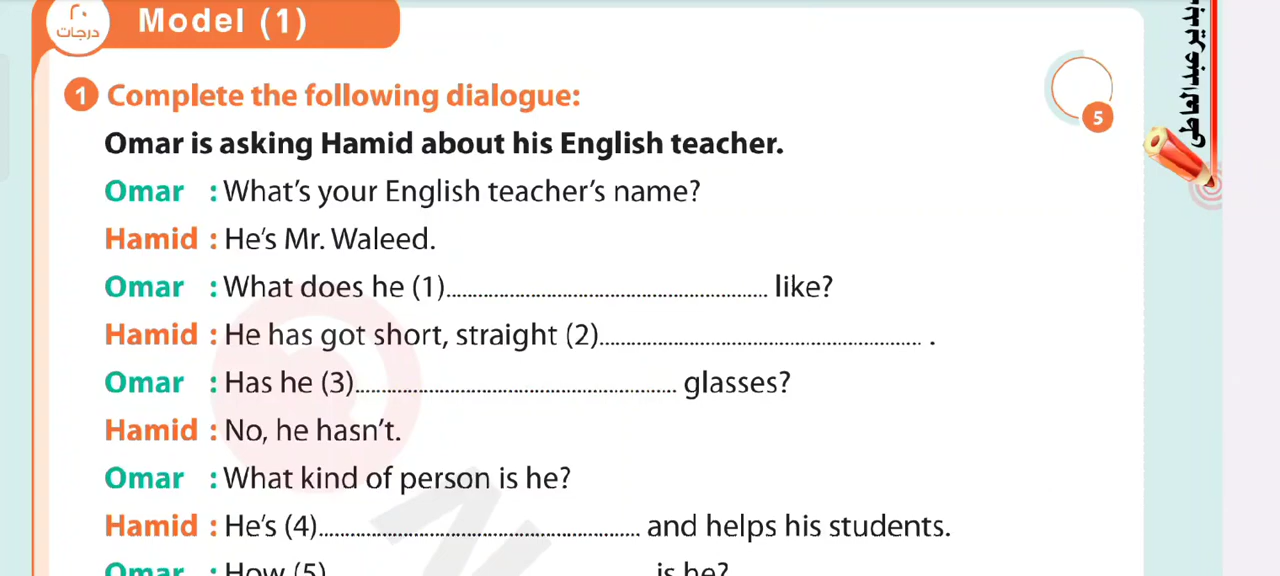 ٢٠
درجات
Model (1)
بدير عبد العاطى
1 Complete the following dialogue:
5
Omar is asking Hamid about his English teacher.
Omar : What's your English teacher's name?
Hamid : He's Mr. Waleed.
Omar : What does he (1)........................................ like?
Hamid : He has got short, straight (2)........................................ .
Omar : Has he (3)........................................ glasses?
Hamid : No, he hasn't.
Omar : What kind of person is he?
Hamid : He's (4)........................................ and helps his students.
Omar : How (5)........................................ is he?